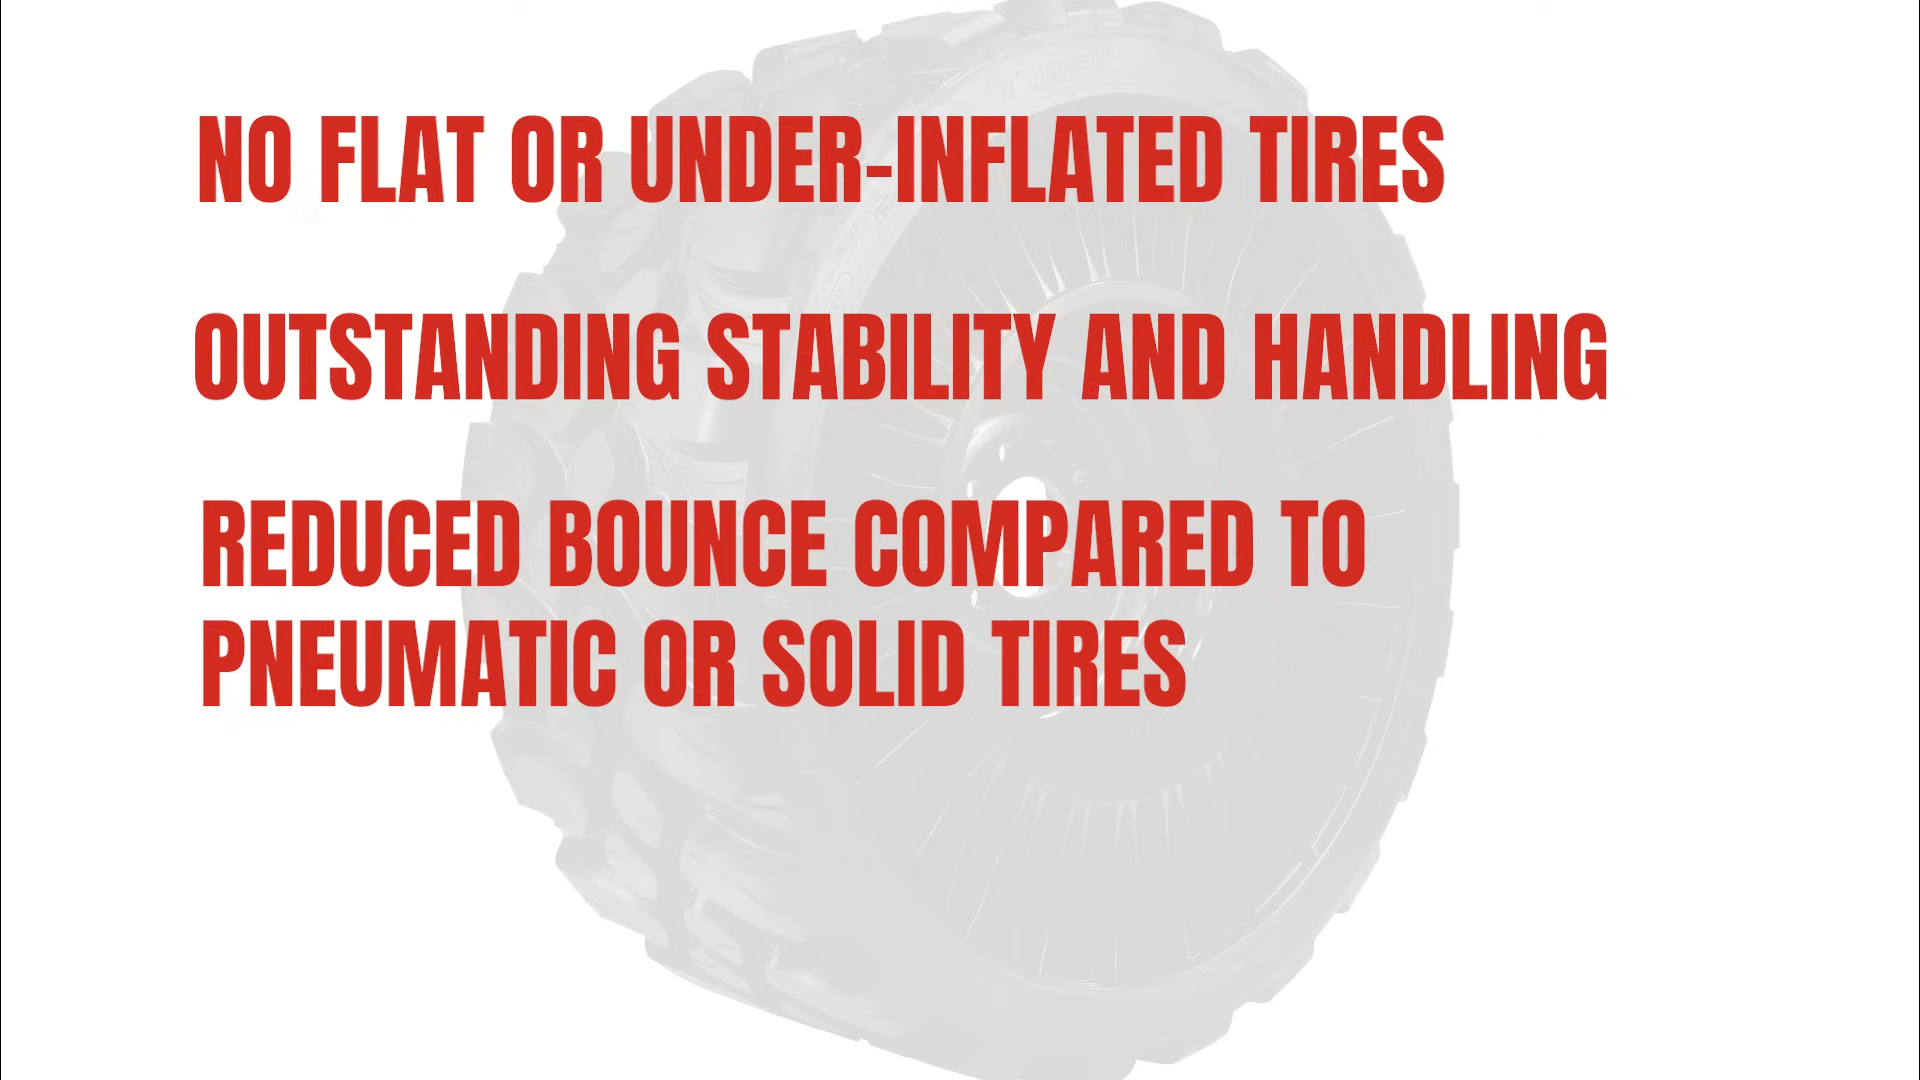 NO FLAT OR UNDER-INFLATED TIRES
OUTSTANDING STABILITY AND HANDLING
REDUCED BOUNCE COMPARED TO
PNEUMATIC OR SOLID TIRES